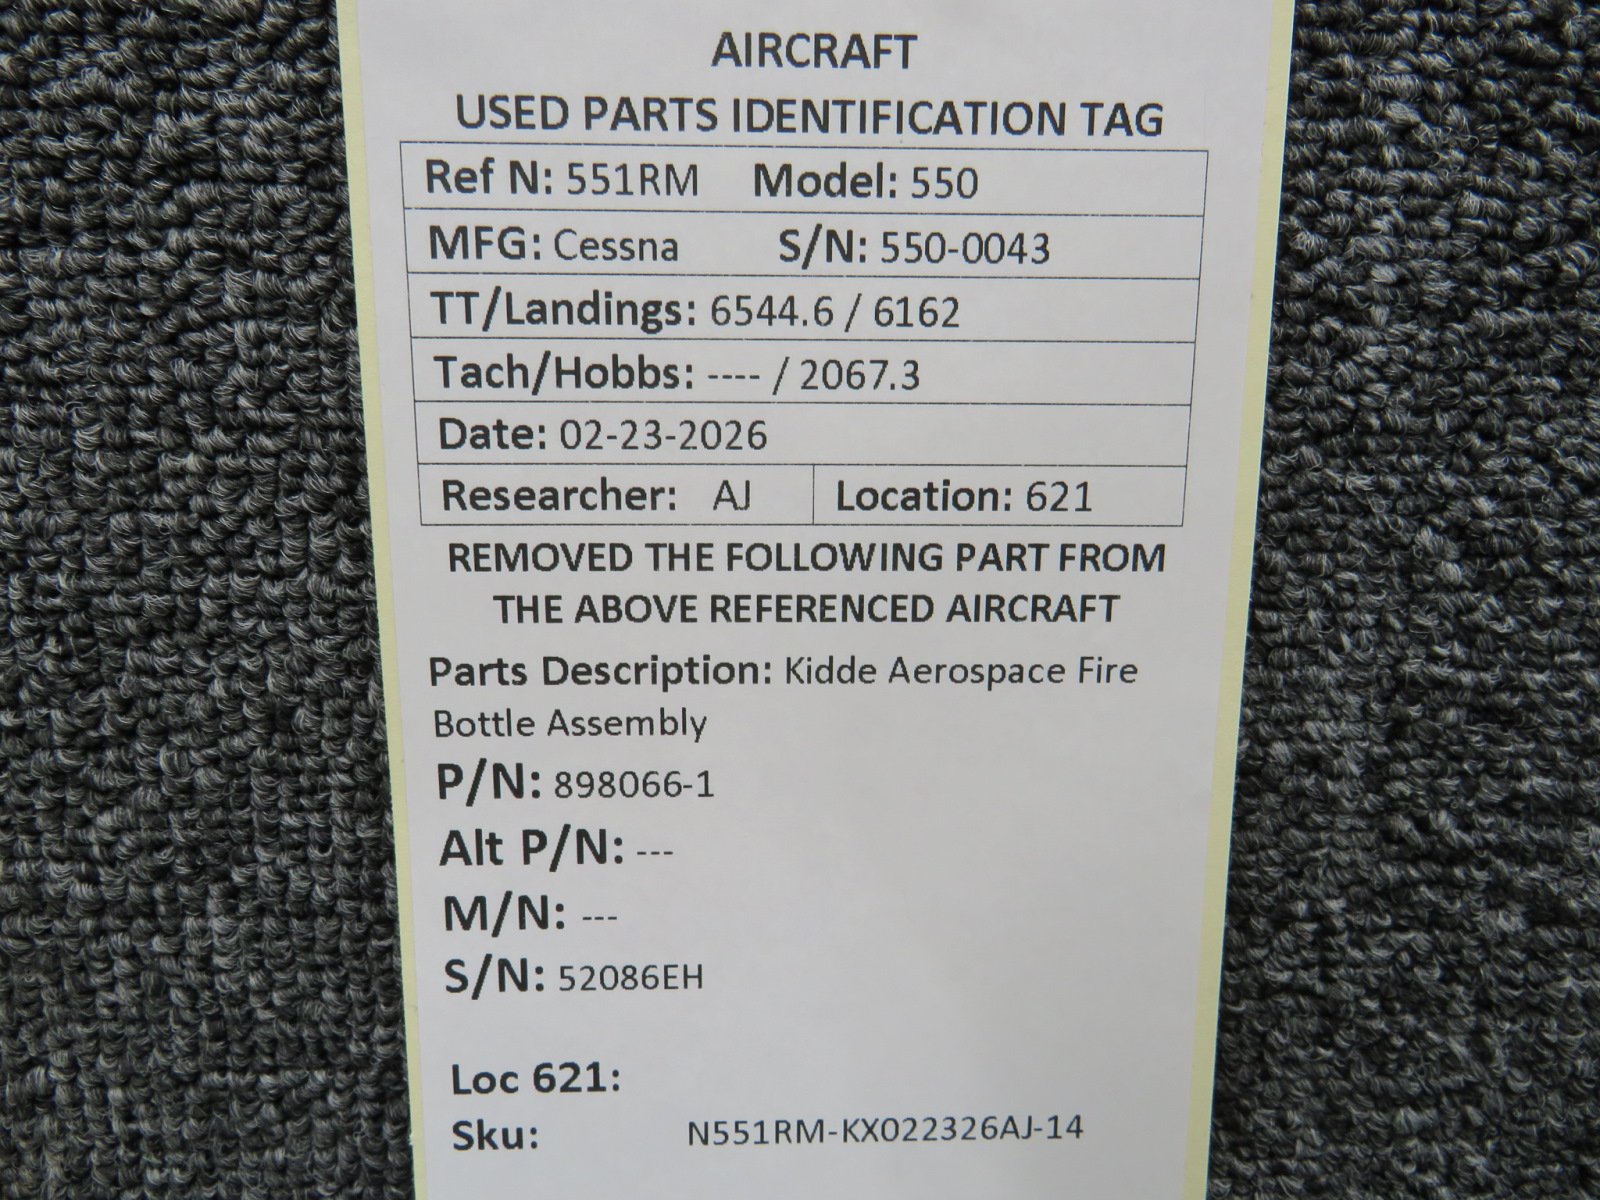 AIRCRAFT
USED PARTS IDENTIFICATION TAG
Ref N: 551RM Model: 550
MFG: Cessna S/N: 550-0043
TT/Landings: 6544.6 / 6162
Tach/Hobbs: ---- / 2067.3
Date: 02-23-2026
Researcher: AJ Location: 621
REMOVED THE FOLLOWING PART FROM
THE ABOVE REFERENCED AIRCRAFT
Parts Description: Kidde Aerospace Fire
Bottle Assembly
P/N: 898066-1
Alt P/N: ---
M/N: ---
S/N: 52086EH
Loc 621:
Sku: N551RM-KX022326AJ-14